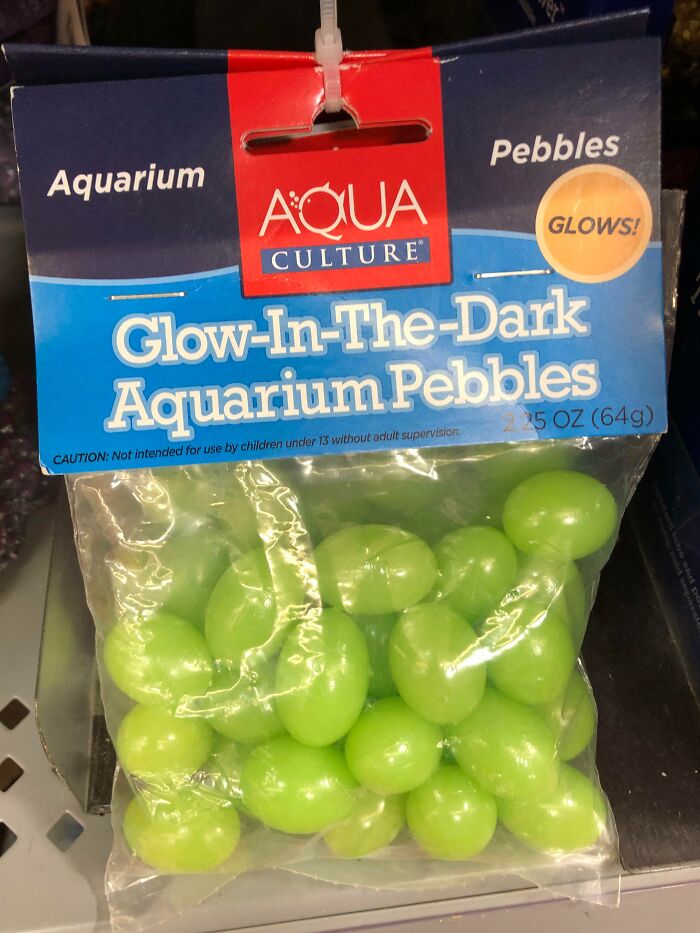 Aquarium
Pebbles
GLOWS!
AQUA
CULTURE®
Glow-In-The-Dark
Aquarium Pebbles
2.25 OZ (64g)
CAUTION: Not intended for use by children under 13 without adult supervision.